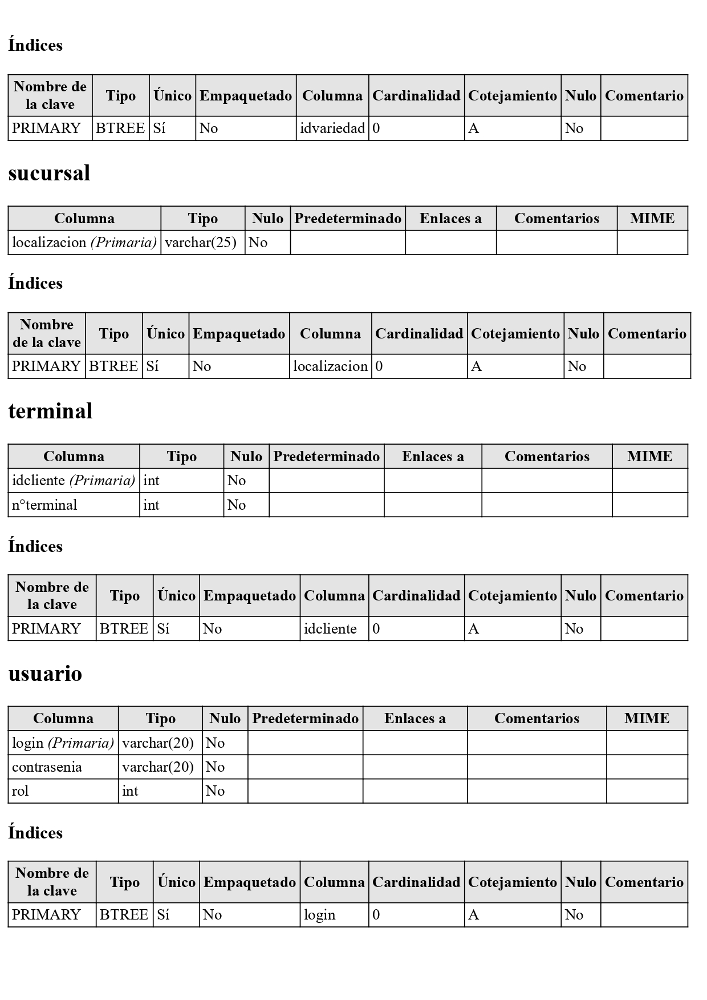 Índices
Nombre de la clave Tipo Único Empaquetado Columna Cardinalidad Cotejamiento Nulo Comentario
PRIMARY BTREE Sí No idvariedad 0 A No
sucursal
Columna Tipo Nulo Predeterminado Enlaces a Comentarios MIME
localizacion (Primaria) varchar(25) No
Índices
Nombre de la clave Tipo Único Empaquetado Columna Cardinalidad Cotejamiento Nulo Comentario
PRIMARY BTREE Sí No localizacion 0 A No
terminal
Columna Tipo Nulo Predeterminado Enlaces a Comentarios MIME
idcliente (Primaria) int No
n°terminal int No
Índices
Nombre de la clave Tipo Único Empaquetado Columna Cardinalidad Cotejamiento Nulo Comentario
PRIMARY BTREE Sí No idcliente 0 A No
usuario
Columna Tipo Nulo Predeterminado Enlaces a Comentarios MIME
login (Primaria) varchar(20) No
contrasenia varchar(20) No
rol int No
Índices
Nombre de la clave Tipo Único Empaquetado Columna Cardinalidad Cotejamiento Nulo Comentario
PRIMARY BTREE Sí No login 0 A No